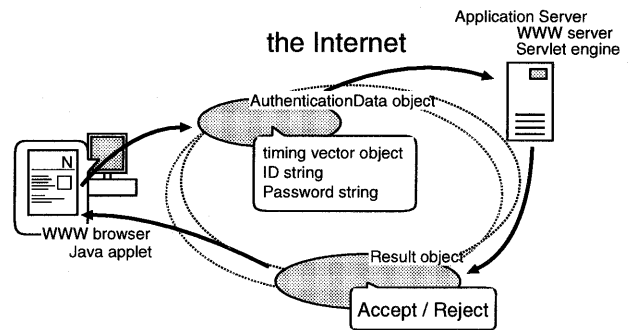 Application Server
WWW server
Servlet engine
the Internet
AuthenticationData object
timing vector object
ID string
Password string
N
WWW browser
Java applet
Result object
Accept / Reject